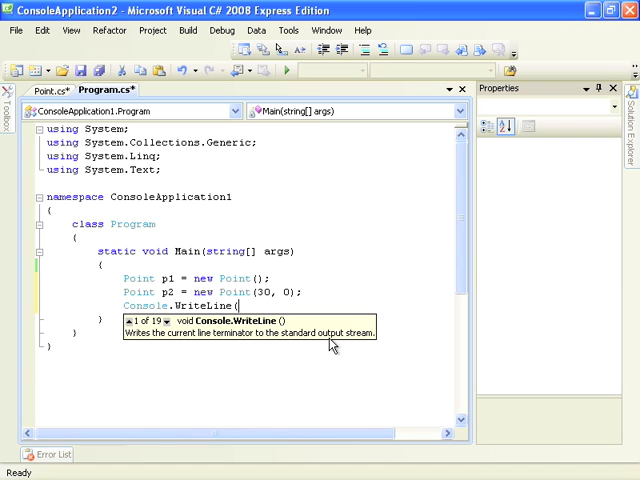 ConsoleApplication2 - Microsoft Visual C# 2008 Express Edition
File Edit View Refactor Project Build Debug Data Tools Window Help
Point.cs* Program.cs*
Properties
ConsoleApplication1.Program
Main(string[] args)
Toolbox
Solution Explorer
using System;
using System.Collections.Generic;
using System.Linq;
using System.Text;
namespace ConsoleApplication1
{
class Program
{
static void Main(string[] args)
{
Point p1 = new Point();
Point p2 = new Point(30, 0);
Console.WriteLine(
1 of 19 void Console.WriteLine ()
Writes the current line terminator to the standard output stream.
}
}
}
Error List
Ready